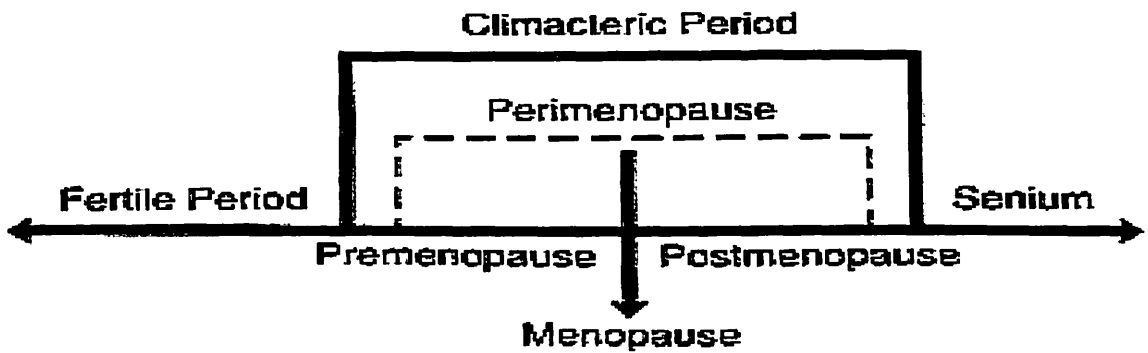 Climacteric Period
Perimenopause
Fertile Period
Senium
Premenopause
Postmenopause
Menopause